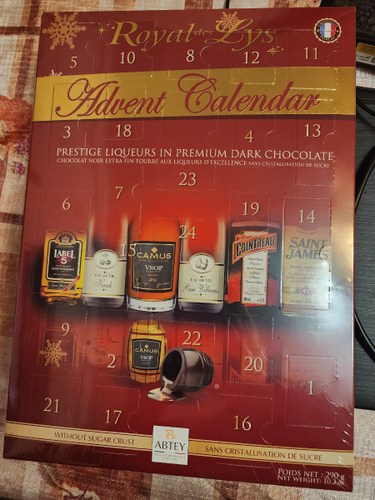 Royal des Lys
5 10 8 12 11
Advent Calendar
3 18 4 13
PRESTIGE LIQUEURS IN PREMIUM DARK CHOCOLATE
CHOCOLAT NOIR EXTRA FIN FOURRÉ AUX LIQUEURS D'EXCELLENCE SANS CRISTALLISATION DE SUCRE
23
6 7 19 14
24
LABEL
5
15
CAMUS
VSOP
COINTREAU
SAINT
JAMES
9 22 1
2
CAMUS
VSOP
20
21 17 16
WITHOUT SUGAR CRUST
ABTEY
SANS CRISTALLISATION DE SUCRE
POIDS NET : 290 g
NET WEIGHT: 10.2